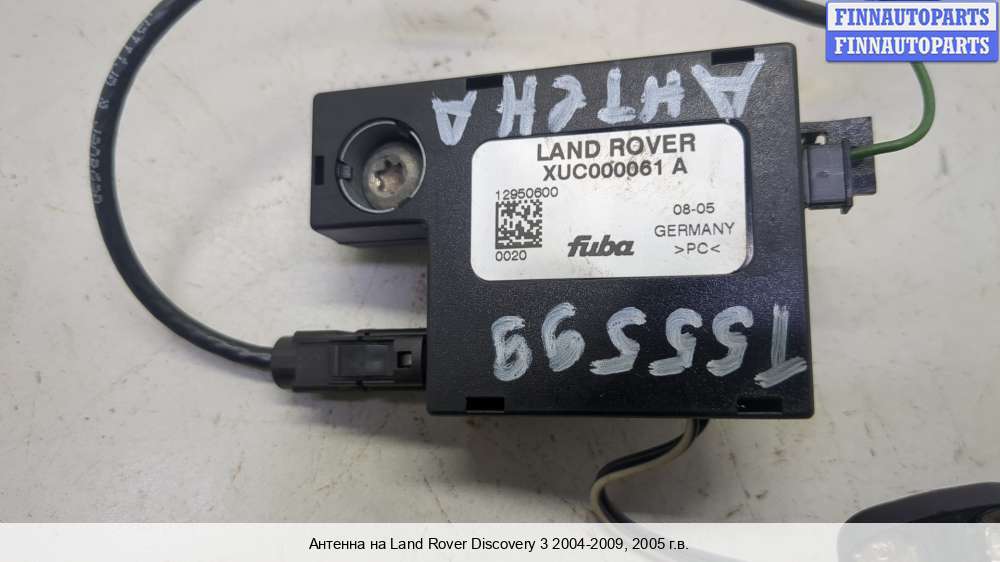 FINNAUTOPARTS
FINNAUTOPARTS
АНТЕНА
LAND ROVER
XUC000061 A
12950600
08-05
GERMANY
0020
fuba
>PC<
T5599
Антенна на Land Rover Discovery 3 2004-2009, 2005 г.в.